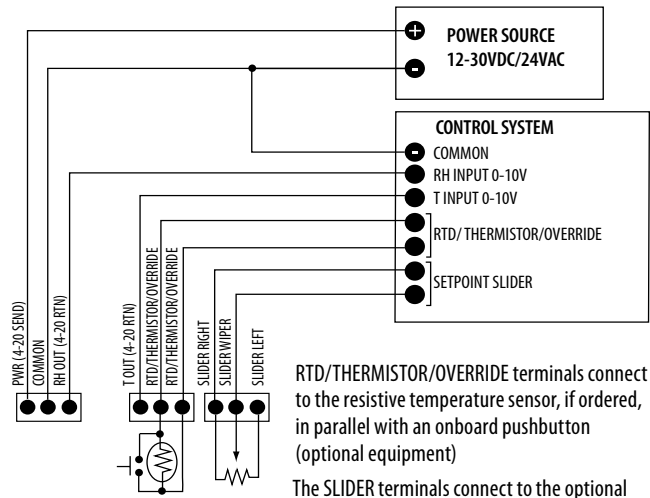 POWER SOURCE
12-30VDC/24VAC
CONTROL SYSTEM
COMMON
RH INPUT 0-10V
T INPUT 0-10V
RTD/ THERMISTOR/OVERRIDE
SETPOINT SLIDER
PWR (4-20 SEND)
COMMON
RH OUT (4-20 RTN)
T OUT (4-20 RTN)
RTD/THERMISTOR/OVERRIDE
RTD/THERMISTOR/OVERRIDE
SLIDER RIGHT
SLIDER WIPER
SLIDER LEFT
RTD/THERMISTOR/OVERRIDE terminals connect
to the resistive temperature sensor, if ordered,
in parallel with an onboard pushbutton
(optional equipment)
The SLIDER terminals connect to the optional